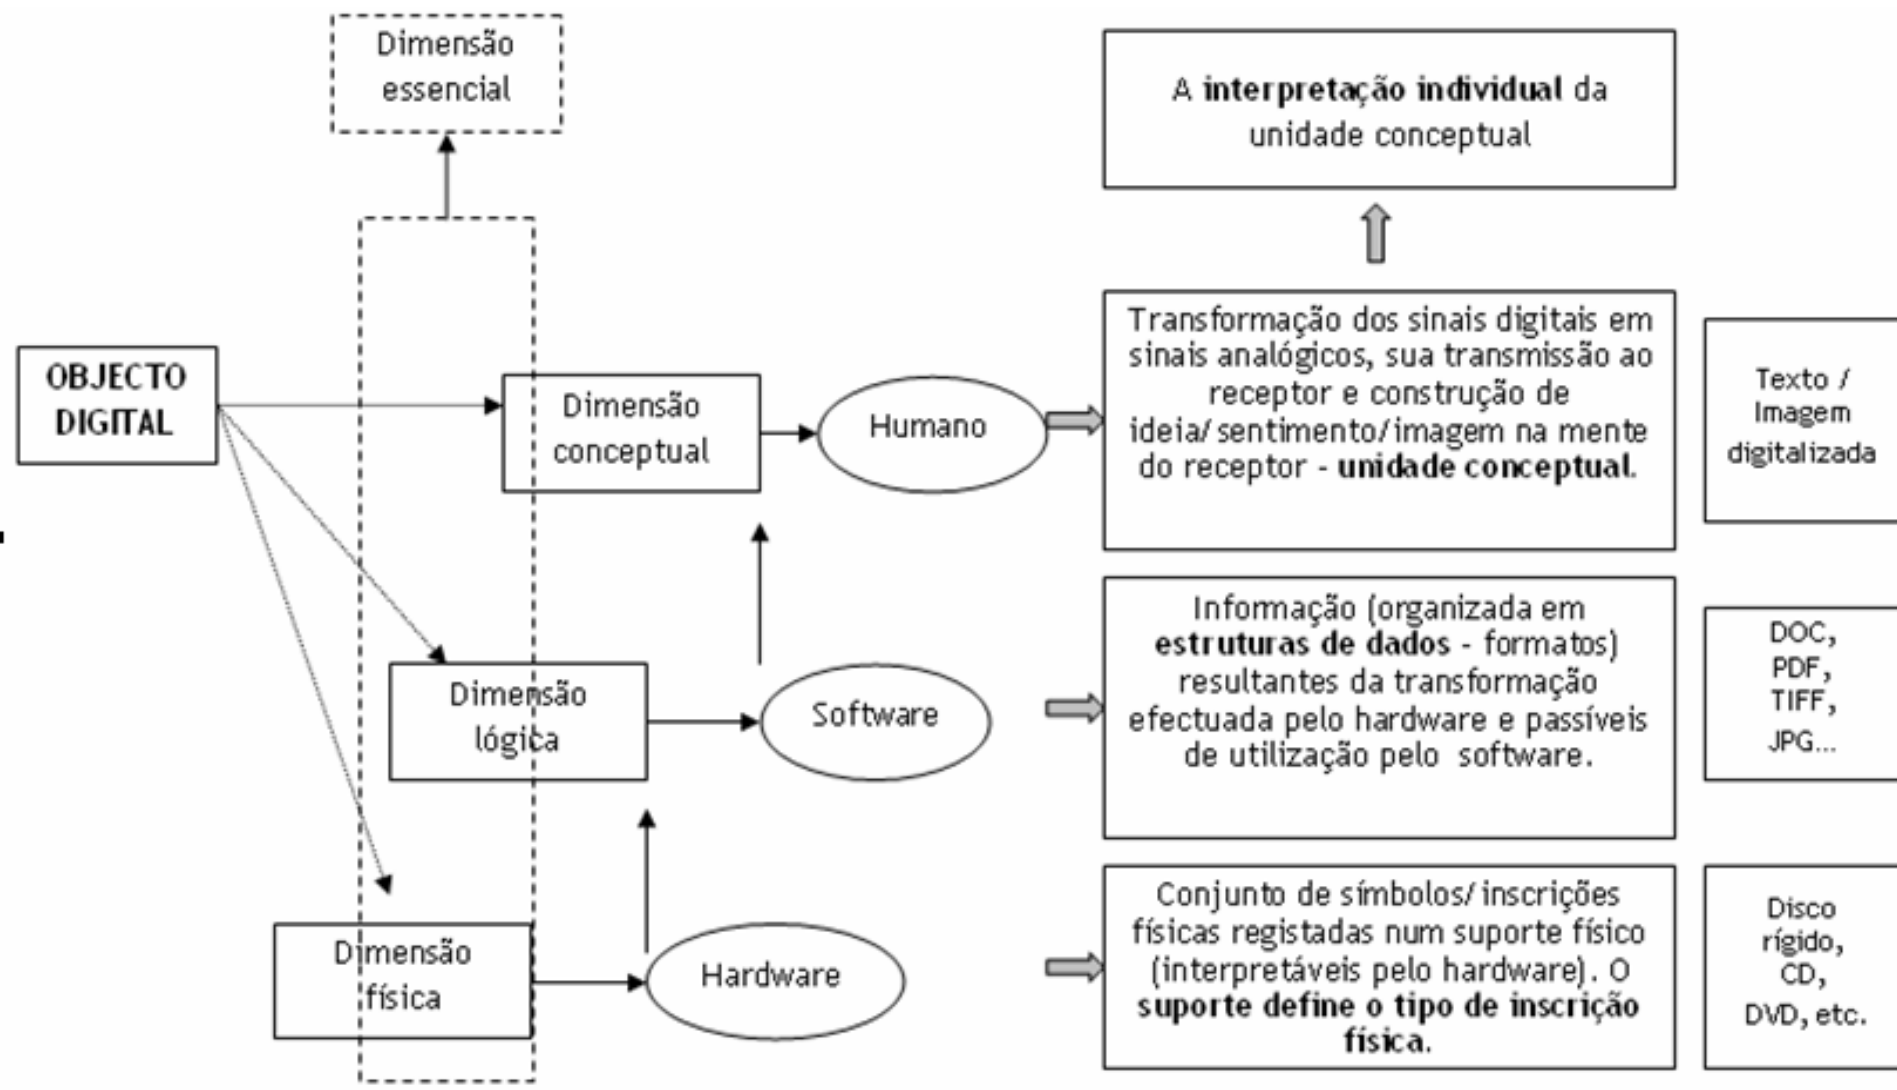 Dimensão
essencial
A interpretação individual da
unidade conceptual
OBJECTO
DIGITAL
Dimensão
conceptual
Humano
Transformação dos sinais digitais em
sinais analógicos, sua transmissão ao
receptor e construção de
ideia/sentimento/imagem na mente
do receptor - unidade conceptual.
Texto /
Imagem
digitalizada
Dimensão
lógica
Software
Informação (organizada em
estruturas de dados - formatos)
resultantes da transformação
efectuada pelo hardware e passíveis
de utilização pelo software.
DOC,
PDF,
TIFF,
JPG...
Dimensão
física
Hardware
Conjunto de símbolos/inscrições
físicas registadas num suporte físico
(interpretáveis pelo hardware). O
suporte define o tipo de inscrição
física.
Disco
rígido,
CD,
DVD, etc.